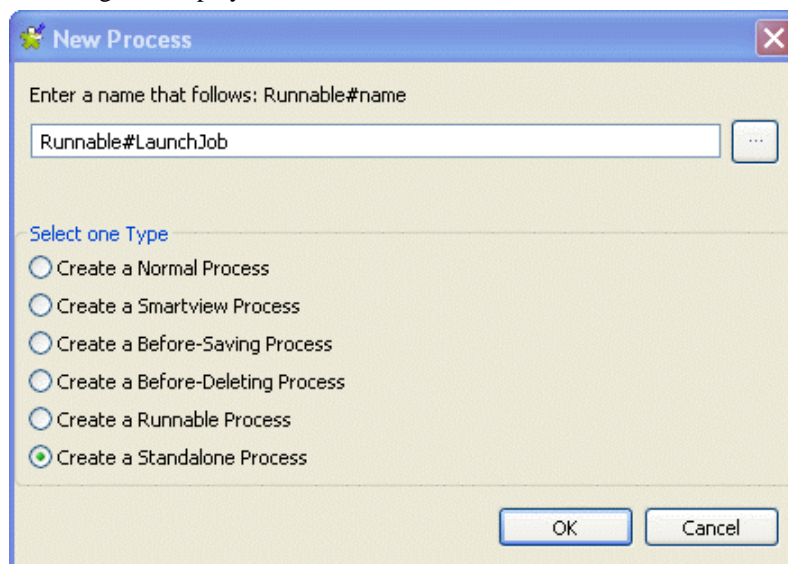 New Process
Enter a name that follows: Runnable#name
Runnable#LaunchJob
...
Select one Type
Create a Normal Process
Create a Smartview Process
Create a Before-Saving Process
Create a Before-Deleting Process
Create a Runnable Process
Create a Standalone Process
OK Cancel